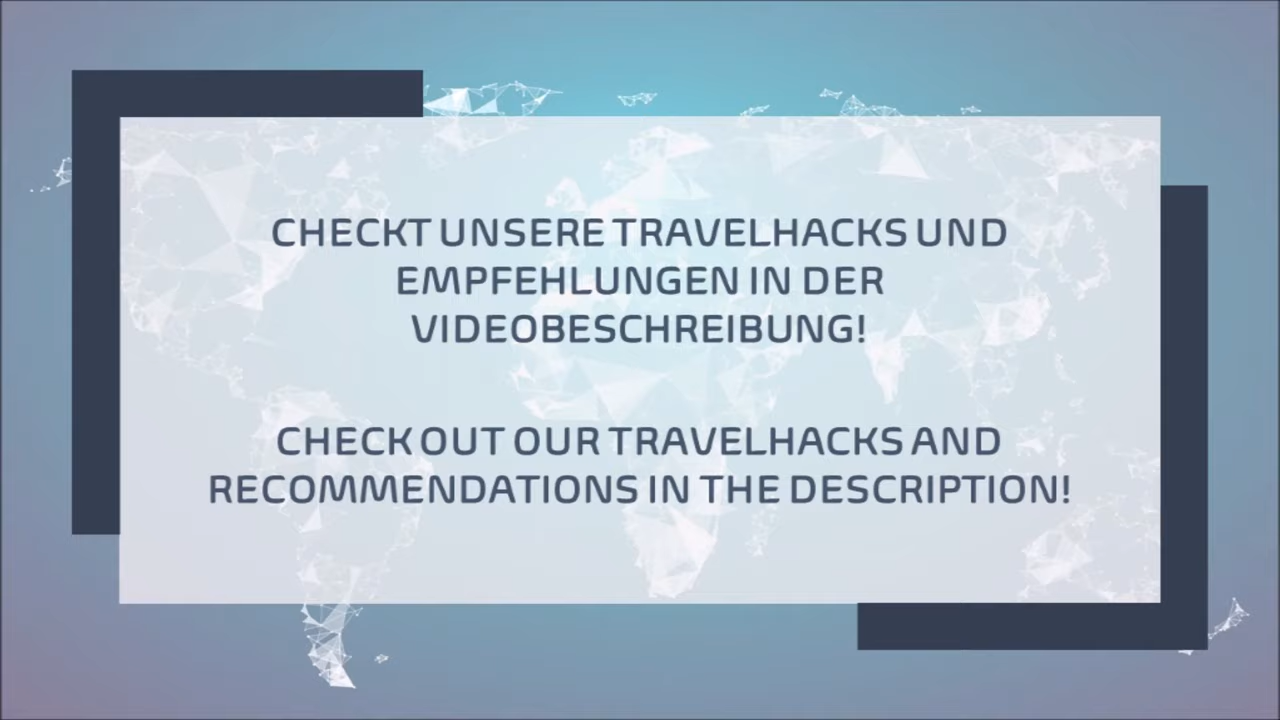 CHECKT UNSERE TRAVELHACKS UND
EMPFEHLUNGEN IN DER
VIDEOBESCHREIBUNG!
CHECK OUT OUR TRAVELHACKS AND
RECOMMENDATIONS IN THE DESCRIPTION!